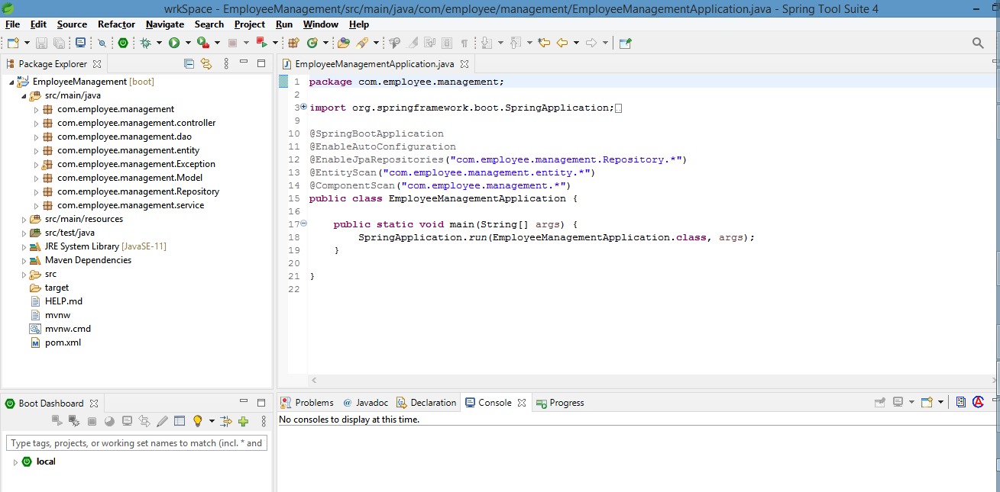 wrkSpace - EmployeeManagement/src/main/java/com/employee/management/EmployeeManagementApplication.java - Spring Tool Suite 4
File Edit Source Refactor Navigate Search Project Run Window Help
Package Explorer
EmployeeManagement [boot]
src/main/java
com.employee.management
com.employee.management.controller
com.employee.management.dao
com.employee.management.entity
com.employee.management.Exception
com.employee.management.Model
com.employee.management.Repository
com.employee.management.service
src/main/resources
src/test/java
JRE System Library [JavaSE-11]
Maven Dependencies
src
target
HELP.md
mvnw
mvnw.cmd
pom.xml
EmployeeManagementApplication.java
1 package com.employee.management;
2
3 import org.springframework.boot.SpringApplication;
9
10 @SpringBootApplication
11 @EnableAutoConfiguration
12 @EnableJpaRepositories("com.employee.management.Repository.*")
13 @EntityScan("com.employee.management.entity.*")
14 @ComponentScan("com.employee.management.*")
15 public class EmployeeManagementApplication {
16
17 public static void main(String[] args) {
18 SpringApplication.run(EmployeeManagementApplication.class, args);
19 }
20
21 }
22
Boot Dashboard
Type tags, projects, or working set names to match (incl. * and
local
Problems @ Javadoc Declaration Console Progress
No consoles to display at this time.